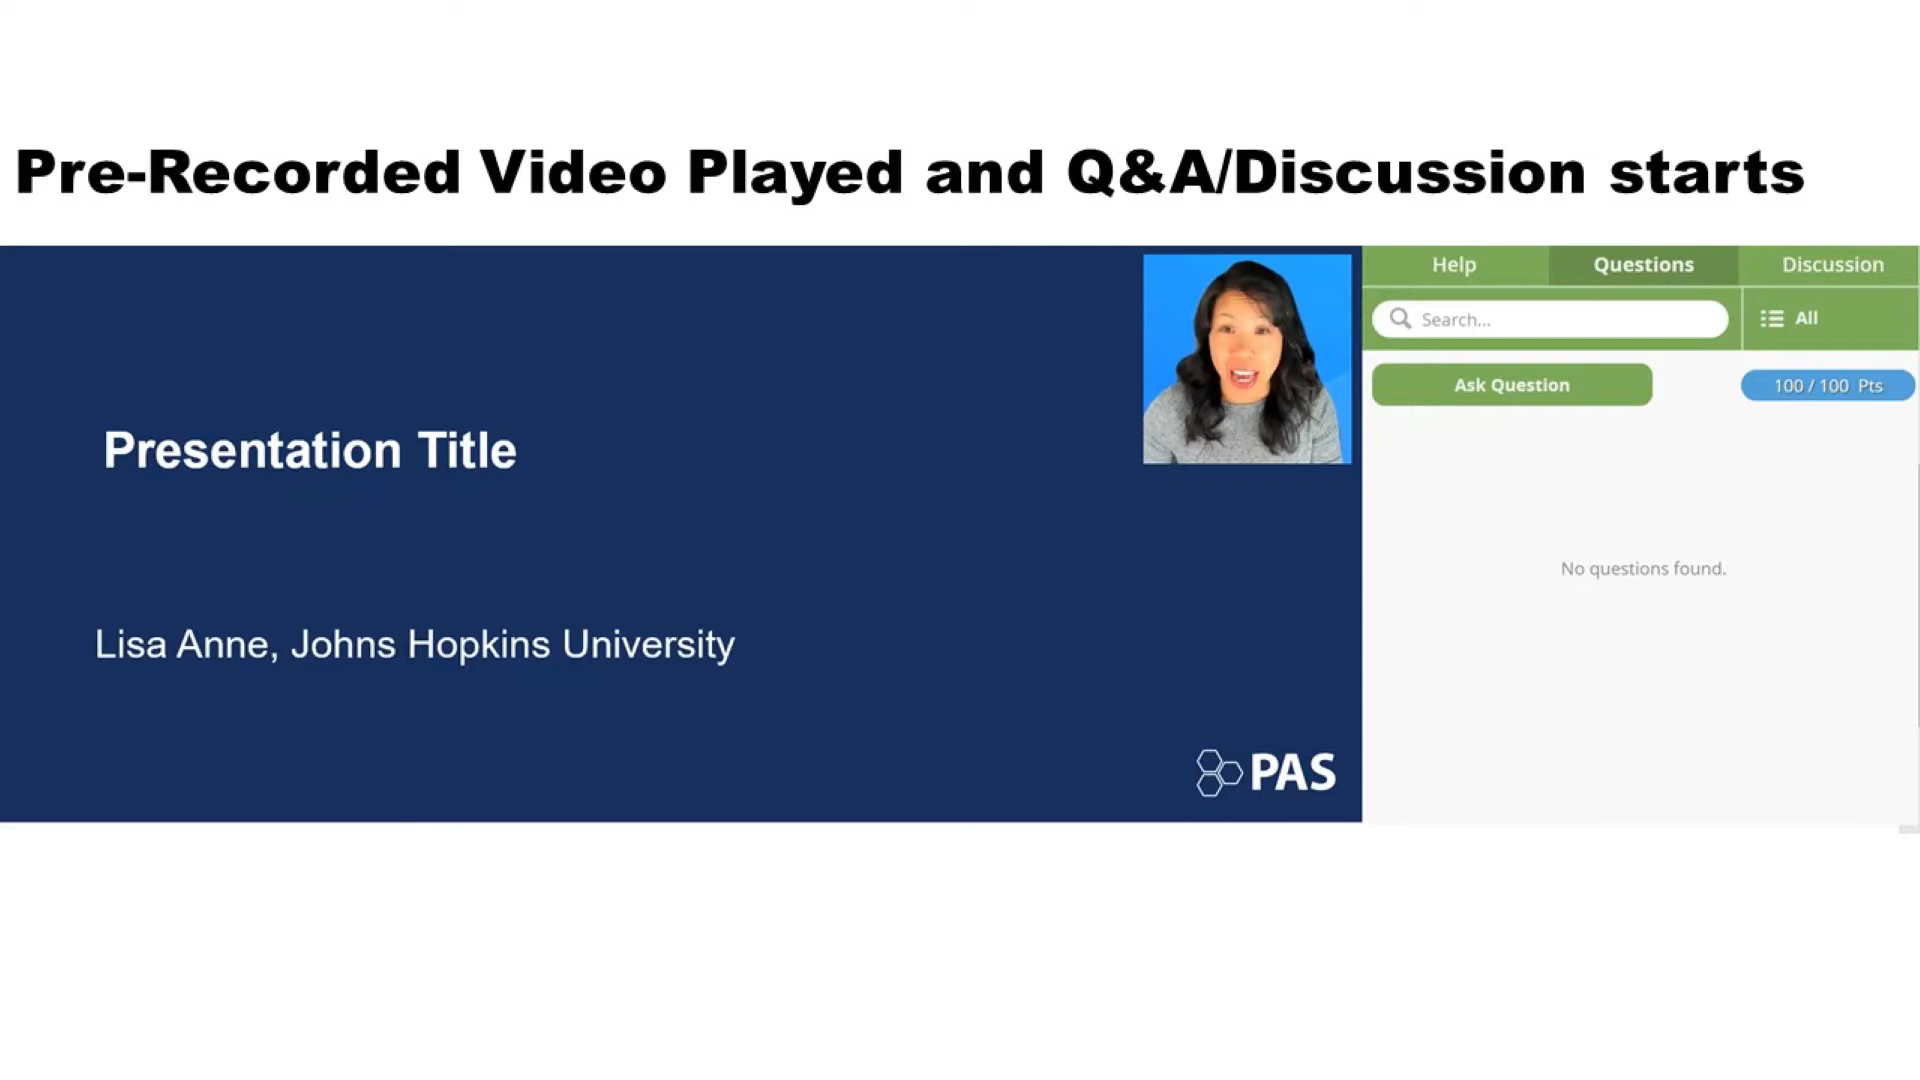 Pre-Recorded Video Played and Q&A/Discussion starts
Help Questions Discussion
Search... All
Ask Question 100 / 100 Pts
Presentation Title
No questions found.
Lisa Anne, Johns Hopkins University
PAS